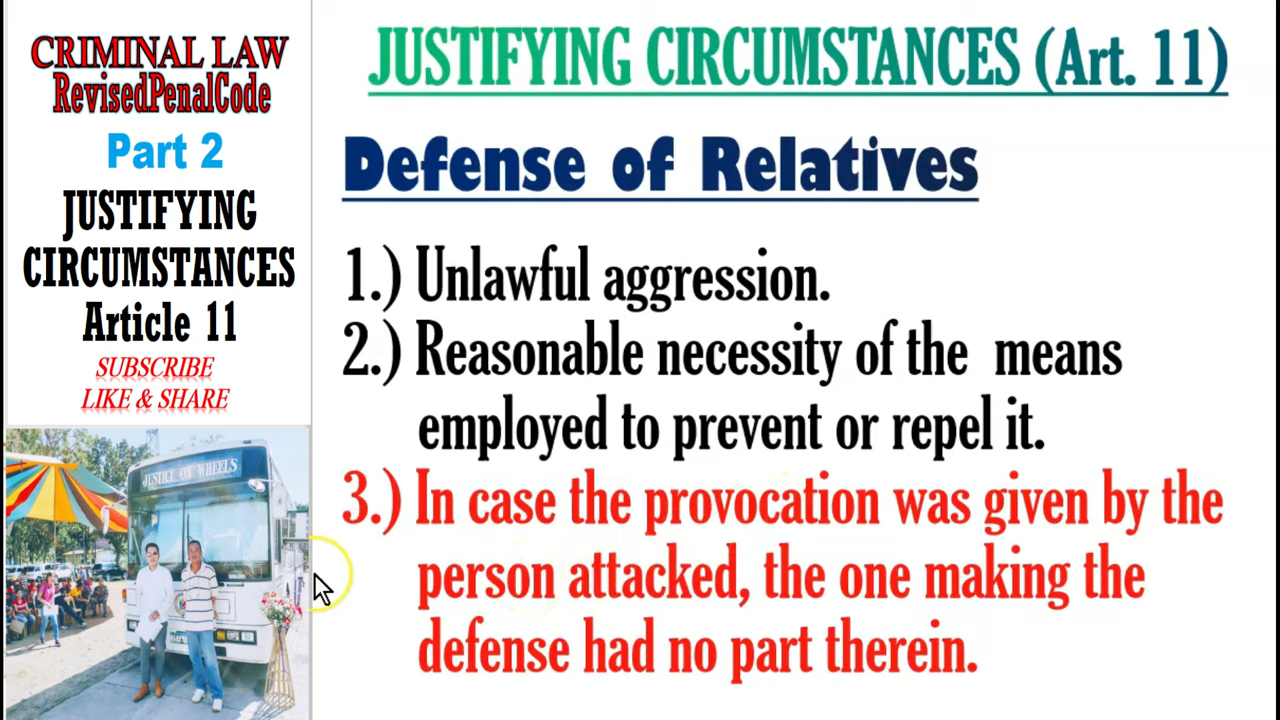 CRIMINAL LAW
RevisedPenalCode
Part 2
JUSTIFYING
CIRCUMSTANCES
Article 11
SUBSCRIBE
LIKE & SHARE
JUSTICE ON WHEELS
JUSTIFYING CIRCUMSTANCES (Art. 11)
Defense of Relatives
1.) Unlawful aggression.
2.) Reasonable necessity of the means
employed to prevent or repel it.
3.) In case the provocation was given by the
person attacked, the one making the
defense had no part therein.